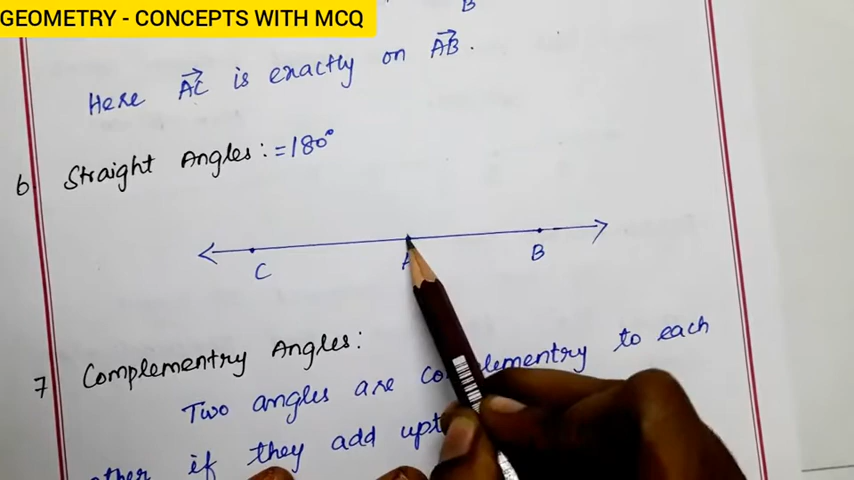 GEOMETRY - CONCEPTS WITH MCQ
B
Here AC is exactly on AB.
6 Straight Angles: = 180°
C A B
7 Complementry Angles:
Two angles are complementry to each
other if they add upt